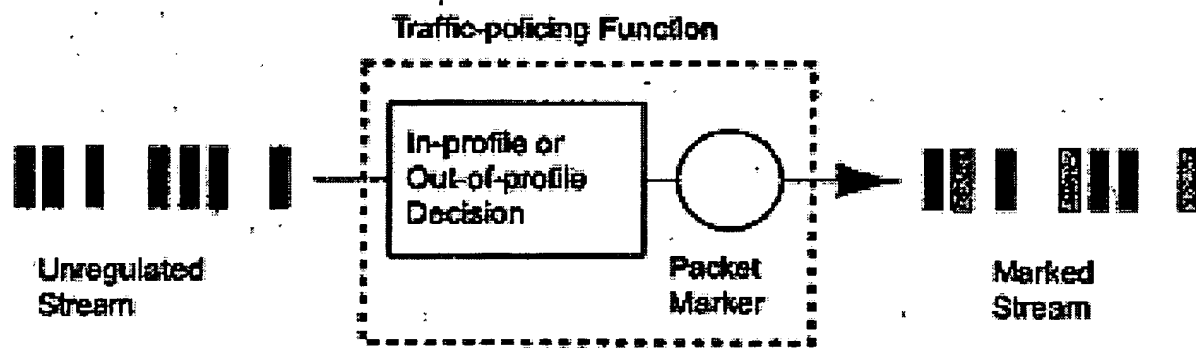 Traffic-policing Function
In-profile or
Out-of-profile
Decision
Unregulated
Stream
Packet
Marker
Marked
Stream